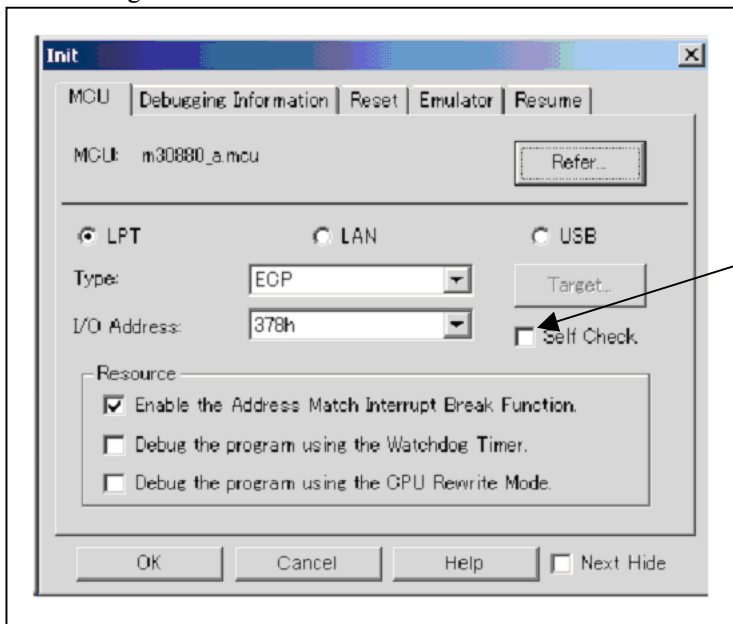 Init
MCU Debugging Information Reset Emulator Resume
MCU: m30880_a.mcu Refer...
LPT LAN USB
Type: ECP Target...
I/O Address: 378h Self Check.
Resource
Enable the Address Match Interrupt Break Function.
Debug the program using the Watchdog Timer.
Debug the program using the CPU Rewrite Mode.
OK Cancel Help Next Hide